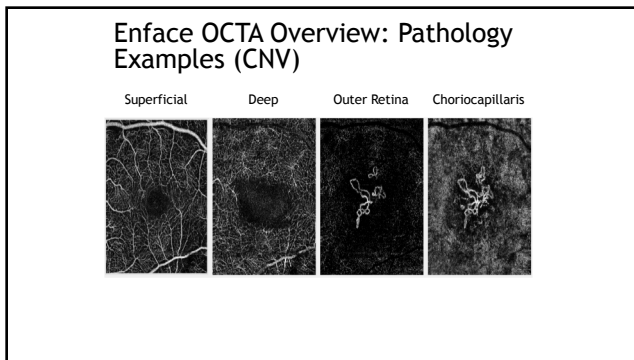 Enface OCTA Overview: Pathology
Examples (CNV)
Superficial Deep Outer Retina Choriocapillaris